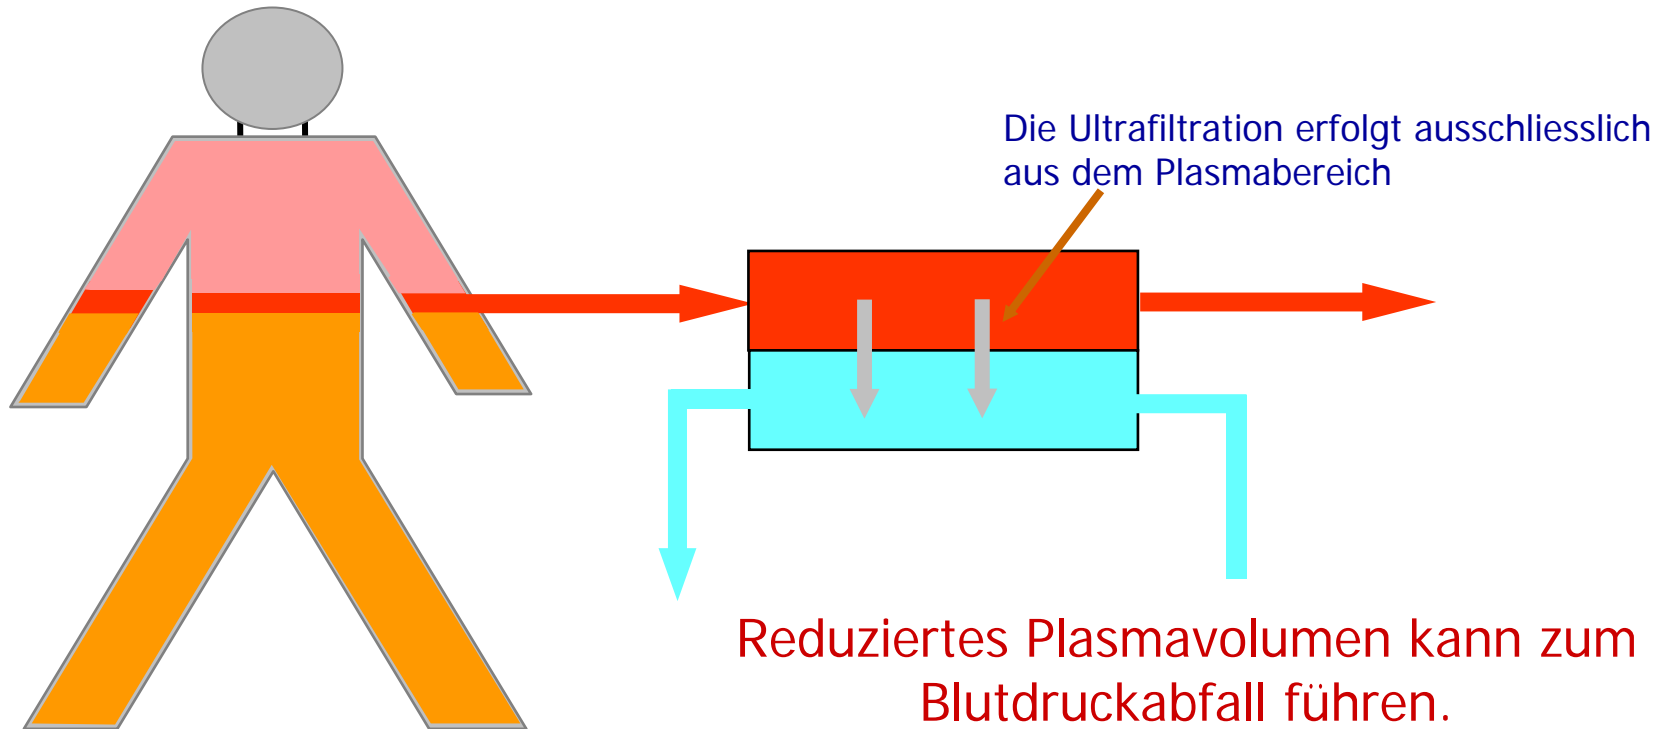 Die Ultrafiltration erfolgt ausschliesslich
aus dem Plasmabereich
Reduziertes Plasmavolumen kann zum
Blutdruckabfall führen.